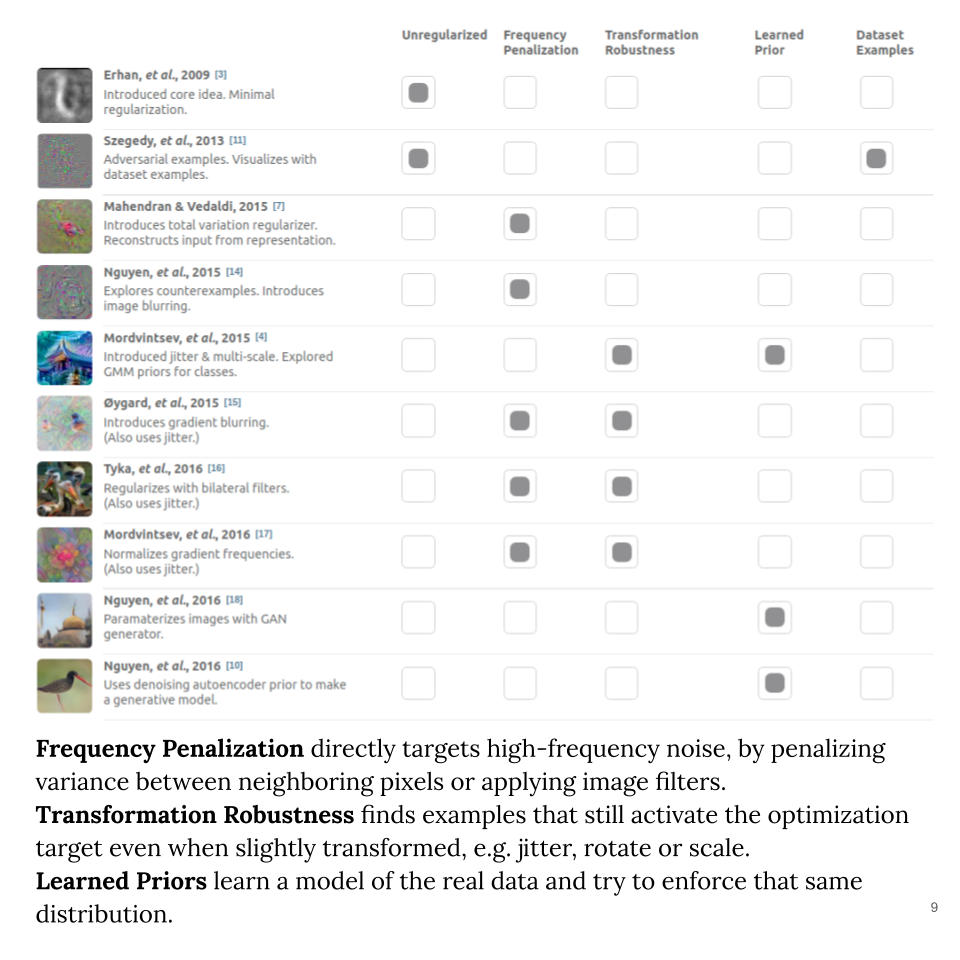 Unregularized Frequency Penalization Transformation Robustness Learned Prior Dataset Examples
Erhan, et al., 2009 [3]
Introduced core idea. Minimal
regularization.
Szegedy, et al., 2013 [11]
Adversarial examples. Visualizes with
dataset examples.
Mahendran & Vedaldi, 2015 [7]
Introduces total variation regularizer.
Reconstructs input from representation.
Nguyen, et al., 2015 [14]
Explores counterexamples. Introduces
image blurring.
Mordvintsev, et al., 2015 [4]
Introduced jitter & multi-scale. Explored
GMM priors for classes.
Øygard, et al., 2015 [15]
Introduces gradient blurring.
(Also uses jitter.)
Tyka, et al., 2016 [16]
Regularizes with bilateral filters.
(Also uses jitter.)
Mordvintsev, et al., 2016 [17]
Normalizes gradient frequencies.
(Also uses jitter.)
Nguyen, et al., 2016 [18]
Paramaterizes images with GAN
generator.
Nguyen, et al., 2016 [10]
Uses denoising autoencoder prior to make
a generative model.
Frequency Penalization directly targets high-frequency noise, by penalizing
variance between neighboring pixels or applying image filters.
Transformation Robustness finds examples that still activate the optimization
target even when slightly transformed, e.g. jitter, rotate or scale.
Learned Priors learn a model of the real data and try to enforce that same
distribution.
9